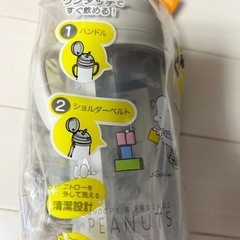 すぐ飲める！
1 ハンドル
2 ショルダーベルト
ストローを
外して洗える
清潔設計
SNOOPY & FRIENDS
PEANUTS